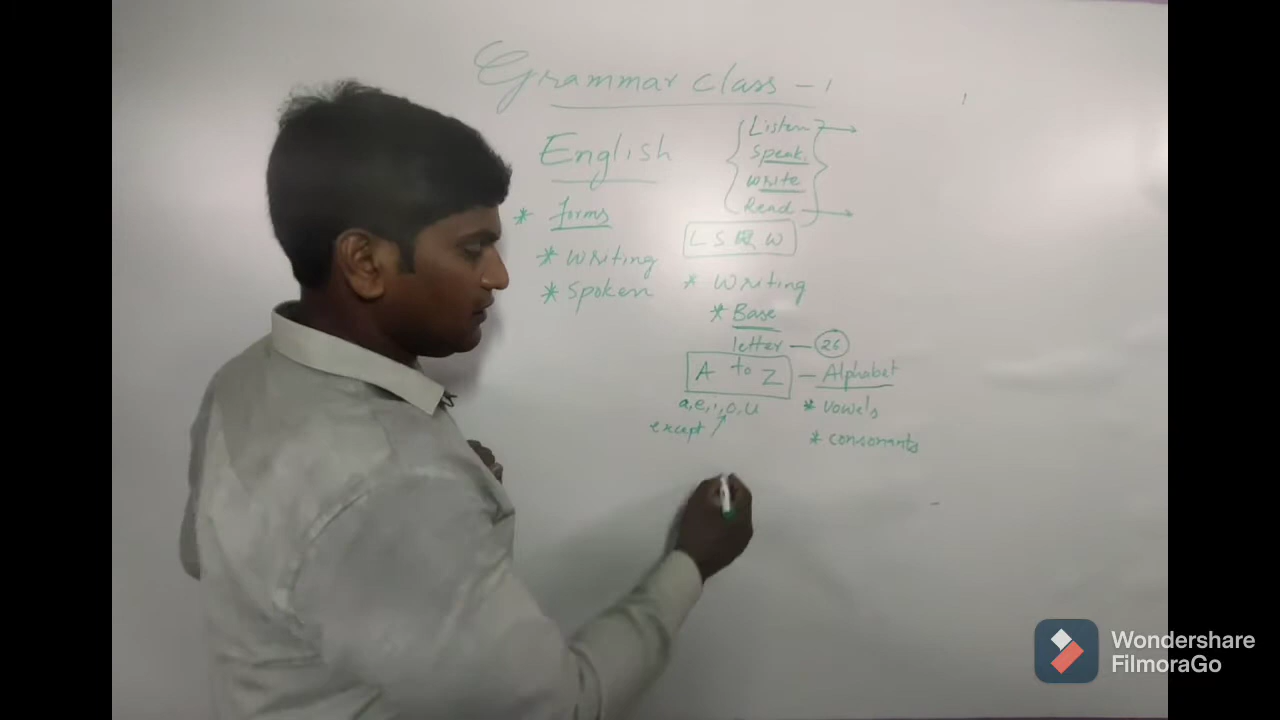 Grammar class - 1
English
* forms
* writing
* spoken
Listen
Speak
write
Read
L S R W
* writing
* Base
letter — 26
A to Z — Alphabet
a, e, i, o, u
except
* vowels
* consonants
Wondershare
FilmoraGo